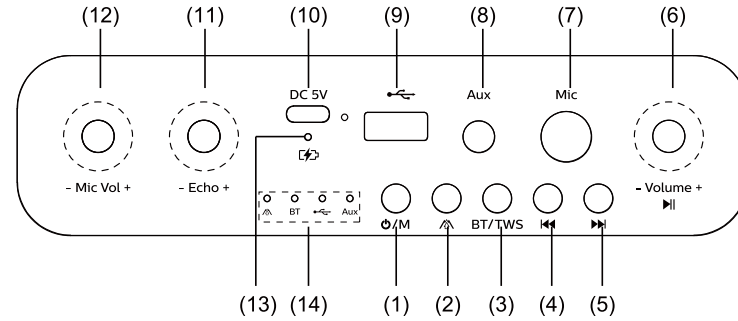 (12) (11) (10) (9) (8) (7) (6)
DC 5V Aux Mic
- Mic Vol + - Echo + - Volume +
BT Aux
/M BT/TWS
(13) (14) (1) (2) (3) (4) (5)